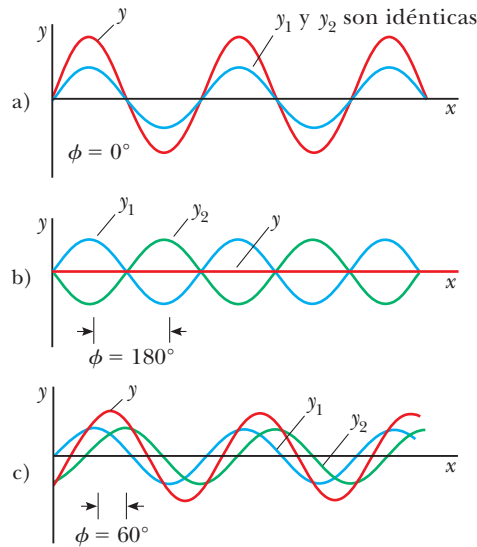 y
y
y₁ y y₂ son idénticas
a)
x
ϕ = 0°
y
y₁
y₂
y
b)
x
ϕ = 180°
y
y
y₁
y₂
c)
x
ϕ = 60°